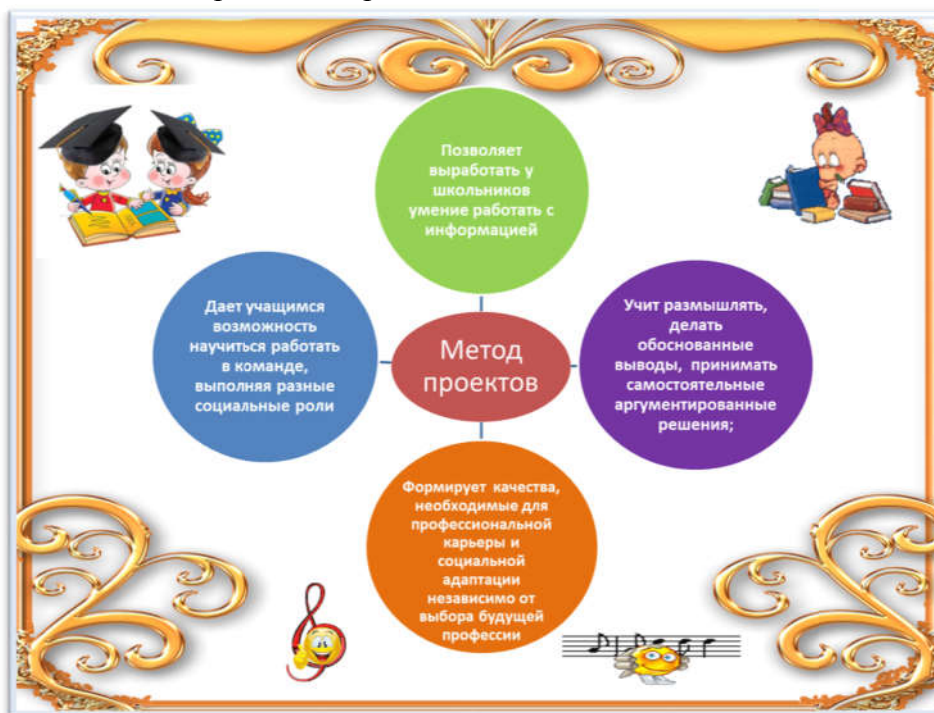 Позволяет
выработать у
школьников
умение работать с
информацией
Дает учащимся
возможность
научиться работать
в команде,
выполняя разные
социальные роли
Метод
проектов
Учит размышлять,
делать
обоснованные
выводы, принимать
самостоятельные
аргументированные
решения;
Формирует качества,
необходимые для
профессиональной
карьеры и
социальной
адаптации
независимо от
выбора будущей
профессии